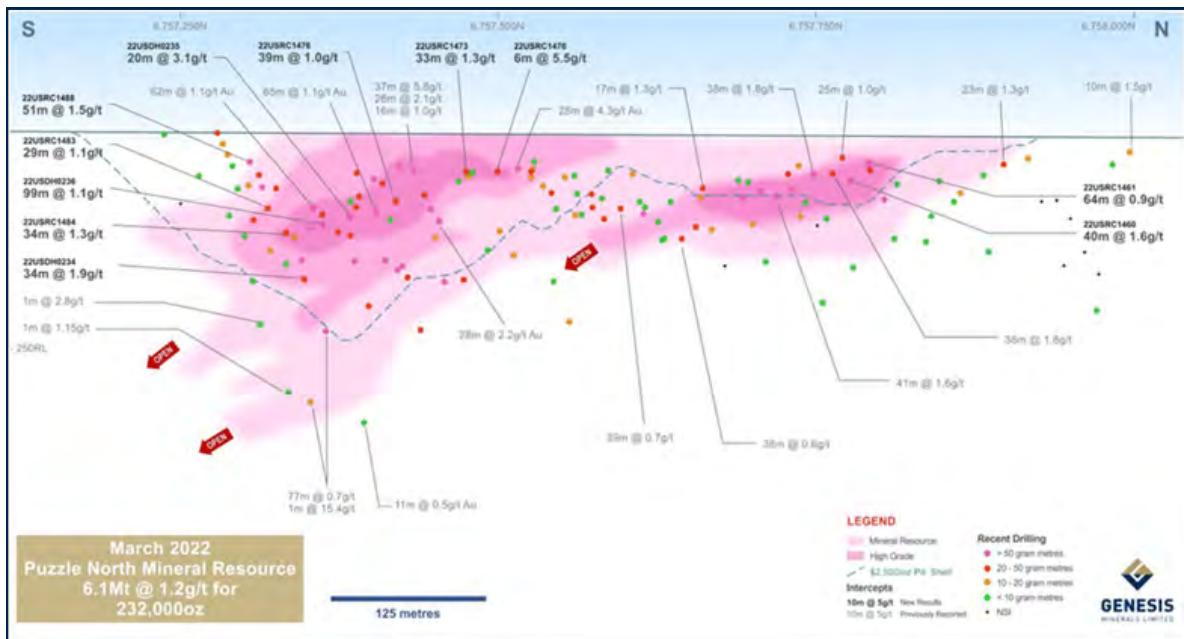 S
6.757.250N
6.757.500N
6.757.750N
6.758.000N
N
22USDH0235
20m @ 3.1g/t
22USRC1476
39m @ 1.0g/t
22USRC1473
33m @ 1.3g/t
22USRC1476
6m @ 5.5g/t
62m @ 1.1g/t Au
65m @ 1.1g/t Au
37m @ 5.8g/t
26m @ 2.1g/t
16m @ 1.0g/t
28m @ 4.3g/t Au
17m @ 1.3g/t
38m @ 1.8g/t
25m @ 1.0g/t
23m @ 1.3g/t
10m @ 1.5g/t
22USRC1488
51m @ 1.5g/t
22USRC1483
29m @ 1.1g/t
22USDH0236
99m @ 1.1g/t
22USRC1484
34m @ 1.3g/t
22USDH0234
34m @ 1.9g/t
1m @ 2.8g/t
1m @ 1.15g/t
- 250RL
22USRC1461
64m @ 0.9g/t
22USRC1460
40m @ 1.6g/t
OPEN
OPEN
OPEN
28m @ 2.2g/t Au
36m @ 1.8g/t
41m @ 1.6g/t
39m @ 0.7g/t
38m @ 0.6g/t
77m @ 0.7g/t
1m @ 15.4g/t
11m @ 0.5g/t Au
March 2022
Puzzle North Mineral Resource
6.1Mt @ 1.2g/t for
232,000oz
125 metres
LEGEND
Mineral Resource
High Grade
$2,500oz Pit Shell
Intercepts
10m @ 5g/t New Results
10m @ 5g/t Previously Reported
Recent Drilling
> 50 gram metres
20 - 50 gram metres
10 - 20 gram metres
< 10 gram metres
NSI
GENESIS
MINERALS LIMITED